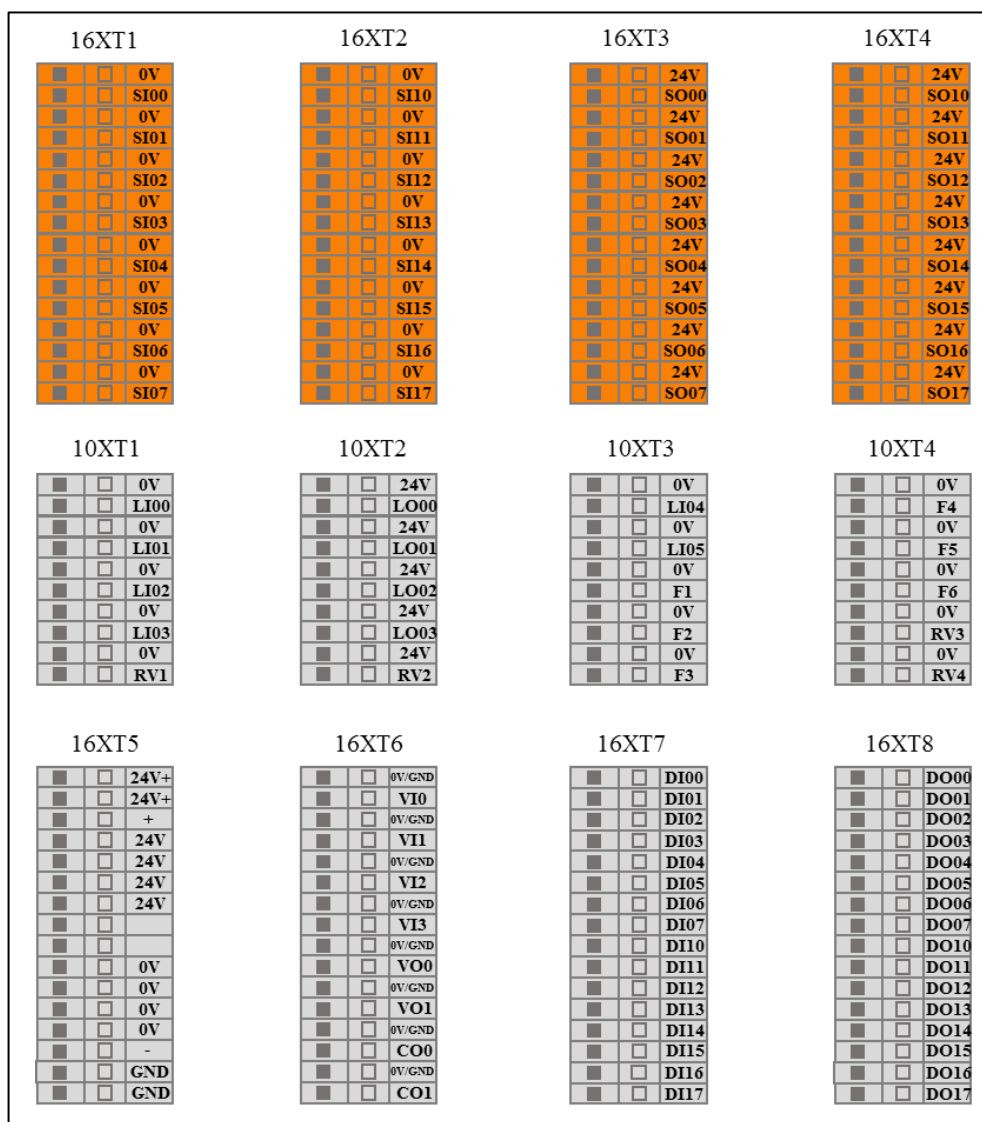 16XT1 16XT2 16XT3 16XT4
0V 0V 24V 24V
SI00 SI10 SO00 SO10
0V 0V 24V 24V
SI01 SI11 SO01 SO11
0V 0V 24V 24V
SI02 SI12 SO02 SO12
0V 0V 24V 24V
SI03 SI13 SO03 SO13
0V 0V 24V 24V
SI04 SI14 SO04 SO14
0V 0V 24V 24V
SI05 SI15 SO05 SO15
0V 0V 24V 24V
SI06 SI16 SO06 SO16
0V 0V 24V 24V
SI07 SI17 SO07 SO17
10XT1 10XT2 10XT3 10XT4
0V 24V 0V 0V
LI00 LO00 LI04 F4
0V 24V 0V 0V
LI01 LO01 LI05 F5
0V 24V 0V 0V
LI02 LO02 F1 F6
0V 24V 0V 0V
LI03 LO03 F2 RV3
0V 24V 0V 0V
RV1 RV2 F3 RV4
16XT5 16XT6 16XT7 16XT8
24V+ 0V/GND DI00 DO00
24V+ VI0 DI01 DO01
+ 0V/GND DI02 DO02
24V VI1 DI03 DO03
24V 0V/GND DI04 DO04
24V VI2 DI05 DO05
24V 0V/GND DI06 DO06
VI3 DI07 DO07
0V/GND DI10 DO10
0V VO0 DI11 DO11
0V 0V/GND DI12 DO12
0V VO1 DI13 DO13
0V 0V/GND DI14 DO14
- CO0 DI15 DO15
GND 0V/GND DI16 DO16
GND CO1 DI17 DO17